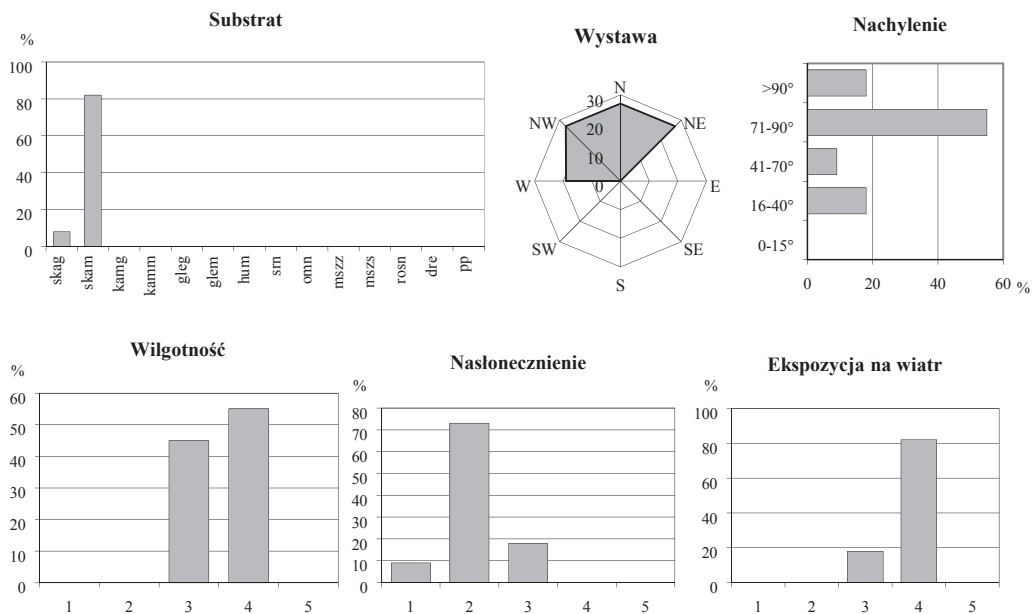 Substrat
%
100
80
60
40
20
0
skag
skam
kamg
kamm
gleg
glem
hum
srn
omn
mszz
mszs
rosn
dre
pp
Wystawa
N
NE
E
SE
S
SW
W
NW
30
20
10
0
Nachylenie
>90°
71-90°
41-70°
16-40°
0-15°
0 20 40 60 %
Wilgotność
%
60
50
40
30
20
10
0
1 2 3 4 5
Nasłonecznienie
%
80
70
60
50
40
30
20
10
0
1 2 3 4 5
Ekspozycja na wiatr
%
100
80
60
40
20
0
1 2 3 4 5